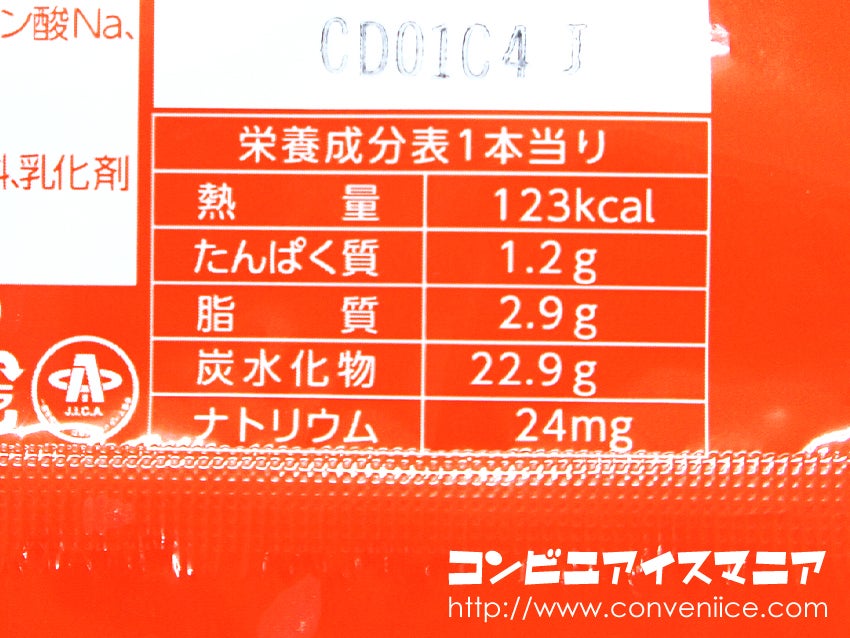 ン酸Na、
CD01C4 J
乳化剤
栄養成分表1本当り
熱量 123kcal
たんぱく質 1.2g
脂質 2.9g
炭水化物 22.9g
ナトリウム 24mg
J.I.C.A.
コンビニアイスマニア
http://www.conveniice.com/